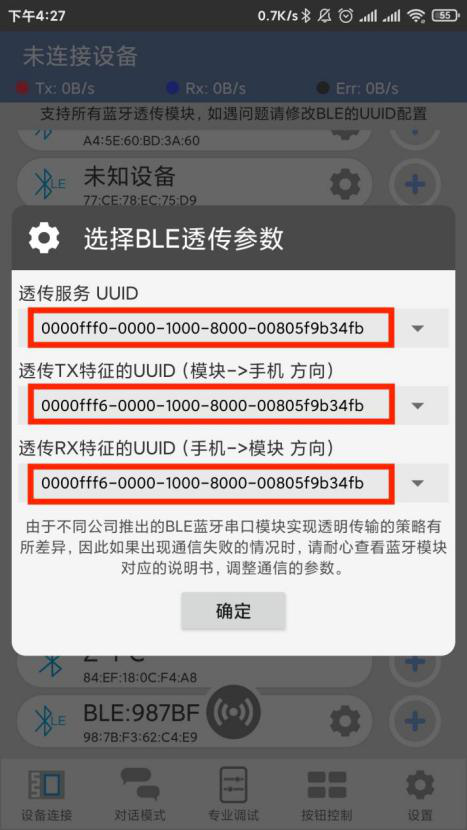 下午4:27
0.7K/s
55
未连接设备
Tx: 0B/s
Rx: 0B/s
Err: 0B/s
支持所有蓝牙透传模块，如遇问题请修改BLE的UUID配置
A4:5E:60:BD:3A:60
LE
未知设备
77:CE:78:EC:75:D9
选择BLE透传参数
透传服务 UUID
0000fff0-0000-1000-8000-00805f9b34fb
透传TX特征的UUID（模块->手机 方向）
0000fff6-0000-1000-8000-00805f9b34fb
透传RX特征的UUID（手机->模块 方向）
0000fff6-0000-1000-8000-00805f9b34fb
由于不同公司推出的BLE蓝牙串口模块实现透明传输的策略有
所差异，因此如果出现通信失败的情况时，请耐心查看蓝牙模块
对应的说明书，调整通信的参数。
确定
84:EF:18:0C:F4:A8
LE
BLE:987BF
98:7B:F3:62:C4:E9
设备连接
对话模式
专业调试
按钮控制
设置